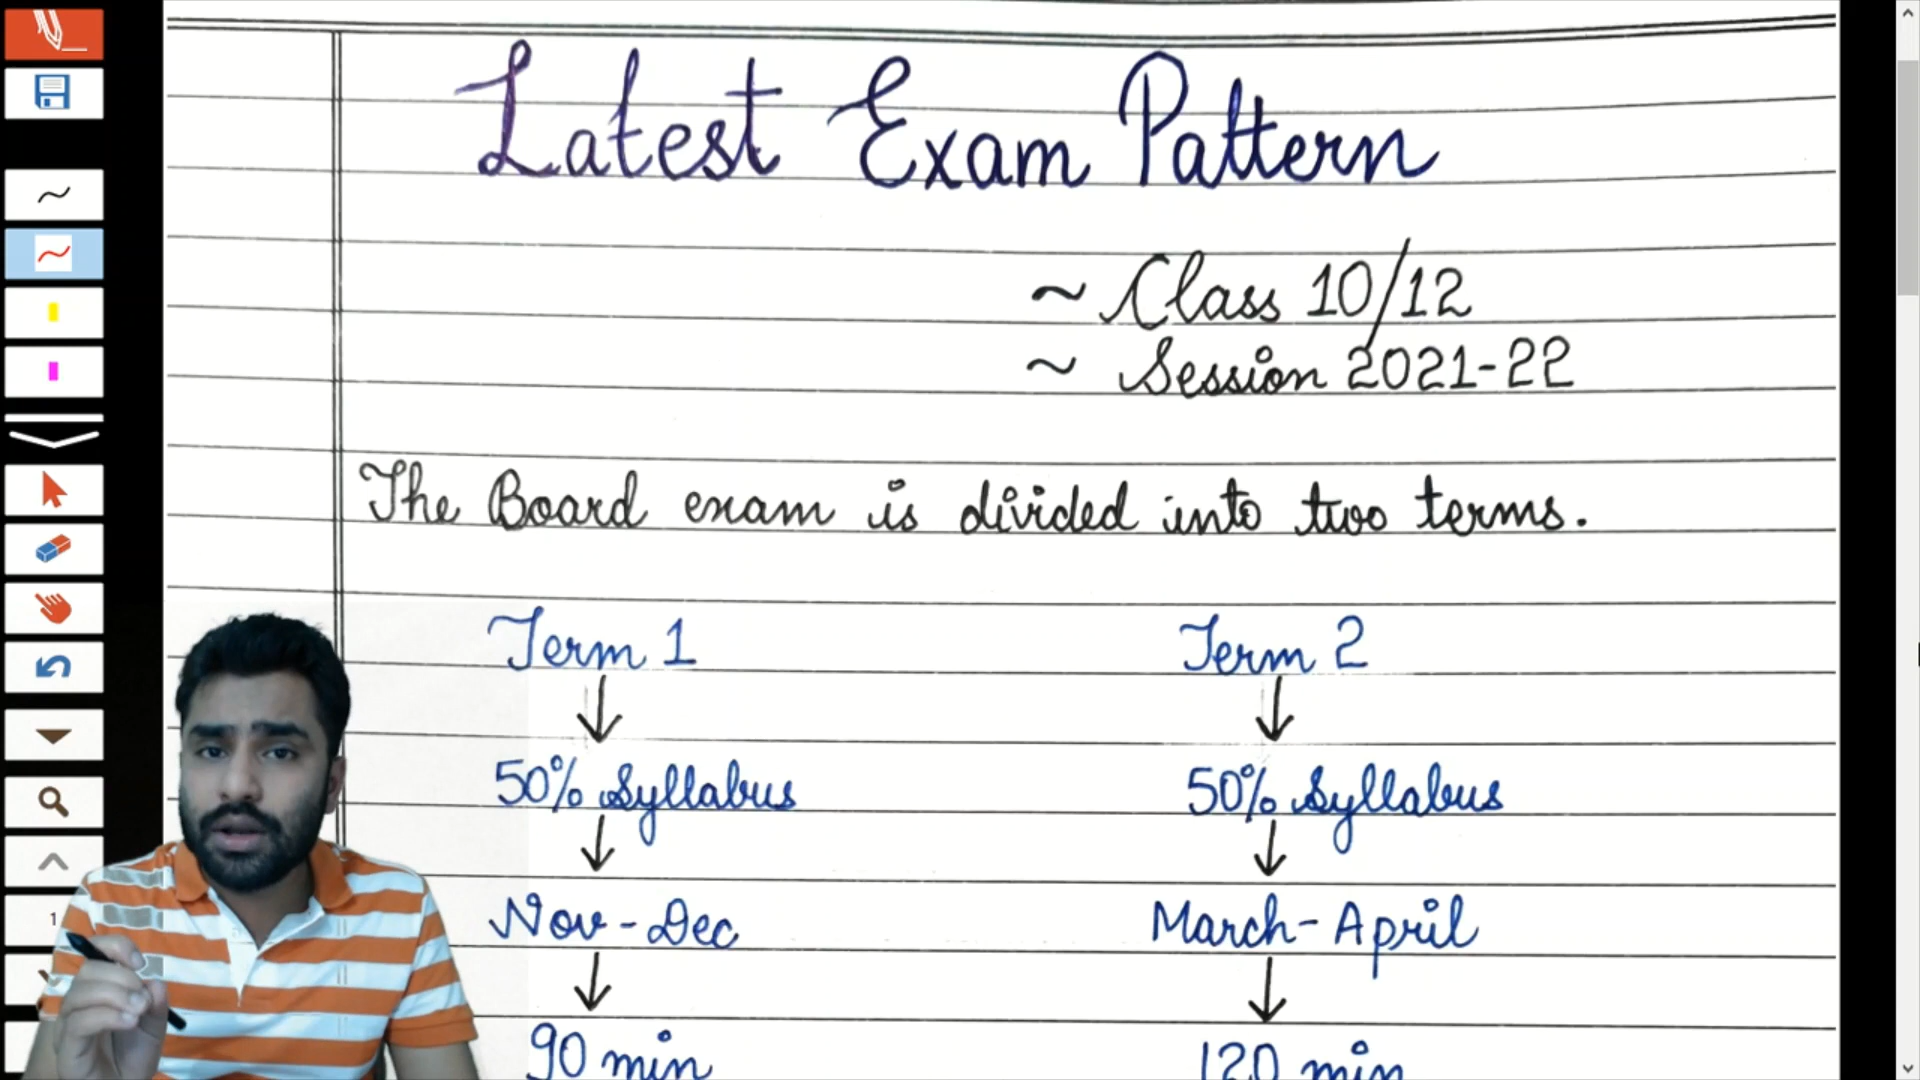 Latest Exam Pattern
~ Class 10/12
~ Session 2021-22
The Board exam is divided into two terms.
Term 1
Term 2
50% Syllabus
50% Syllabus
Nov-Dec
March-April
90 min
120 min
1